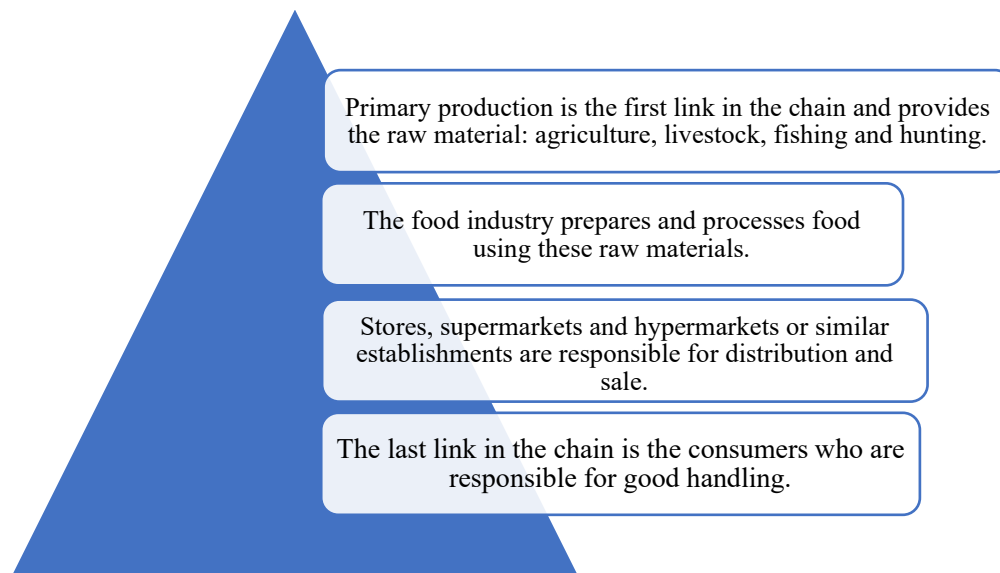 Primary production is the first link in the chain and provides
the raw material: agriculture, livestock, fishing and hunting.
The food industry prepares and processes food
using these raw materials.
Stores, supermarkets and hypermarkets or similar
establishments are responsible for distribution and
sale.
The last link in the chain is the consumers who are
responsible for good handling.